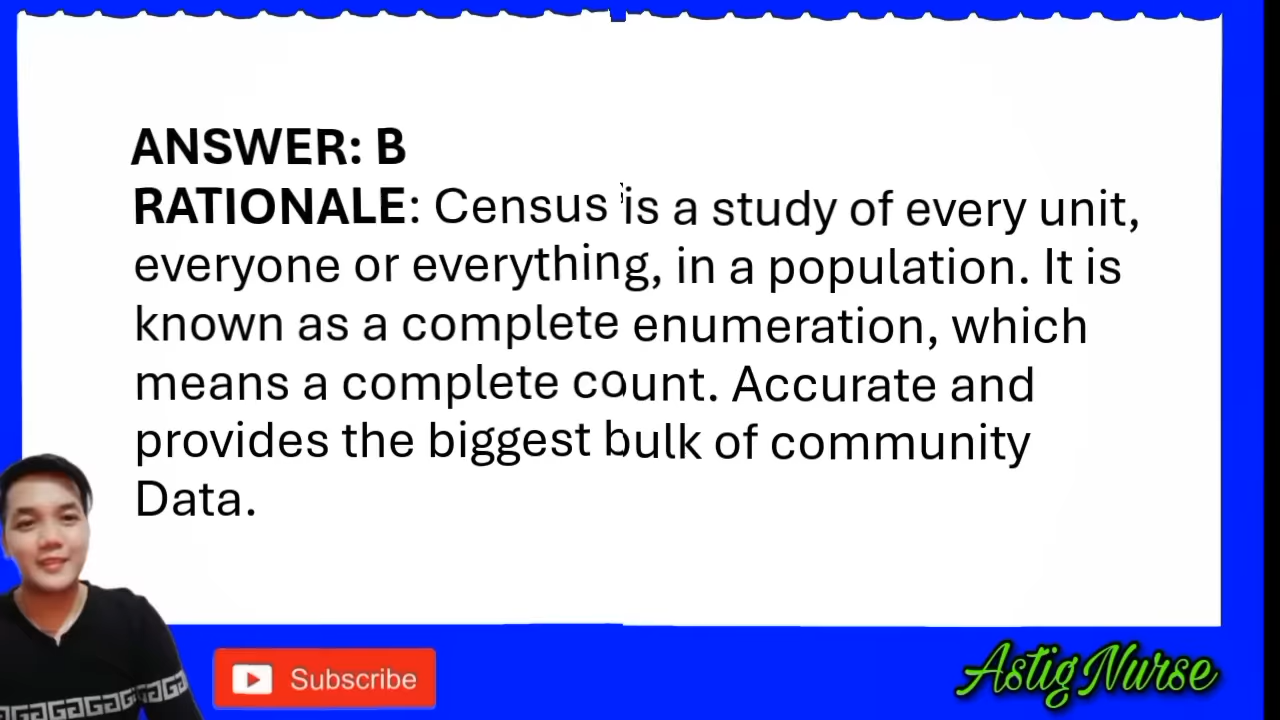 ANSWER: B
RATIONALE: Census is a study of every unit,
everyone or everything, in a population. It is
known as a complete enumeration, which
means a complete count. Accurate and
provides the biggest bulk of community
Data.
Subscribe
Astig Nurse